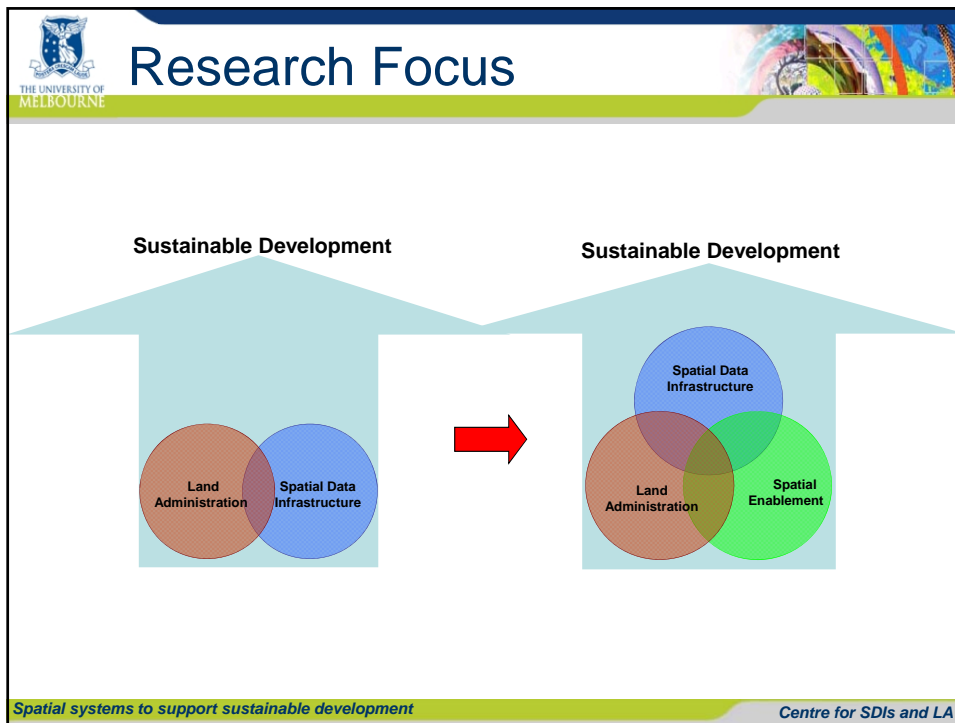 THE UNIVERSITY OF
MELBOURNE
Research Focus
Sustainable Development
Land
Administration
Spatial Data
Infrastructure
Sustainable Development
Spatial Data
Infrastructure
Land
Administration
Spatial
Enablement
Spatial systems to support sustainable development
Centre for SDIs and LA